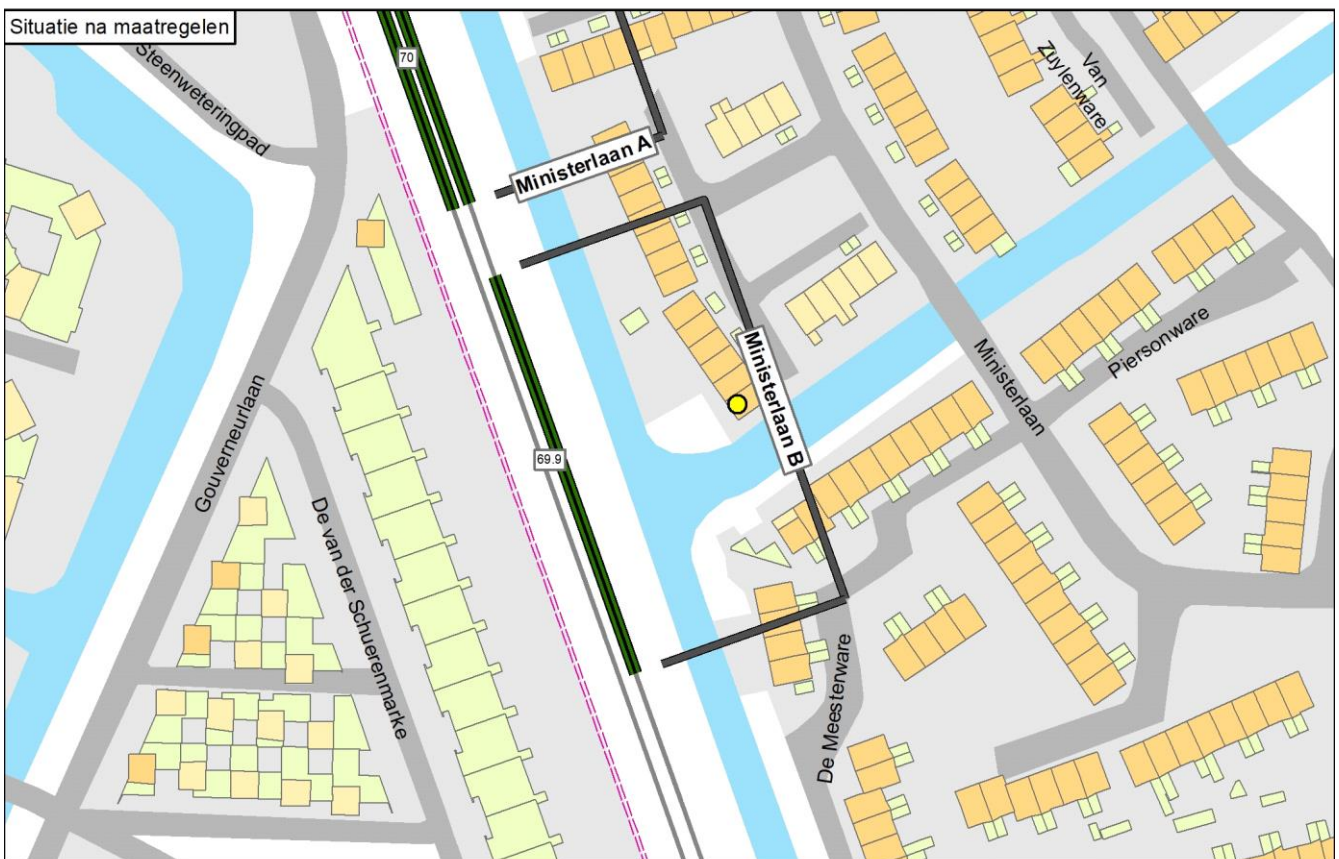 Situatie na maatregelen
Steenweteringpad
70
Van
Zuylenware
Ministerlaan A
Ministerlaan
Piersonware
Ministerlaan B
Gouverneurlaan
69.9
De van der Schuerenmarke
De Meesterware